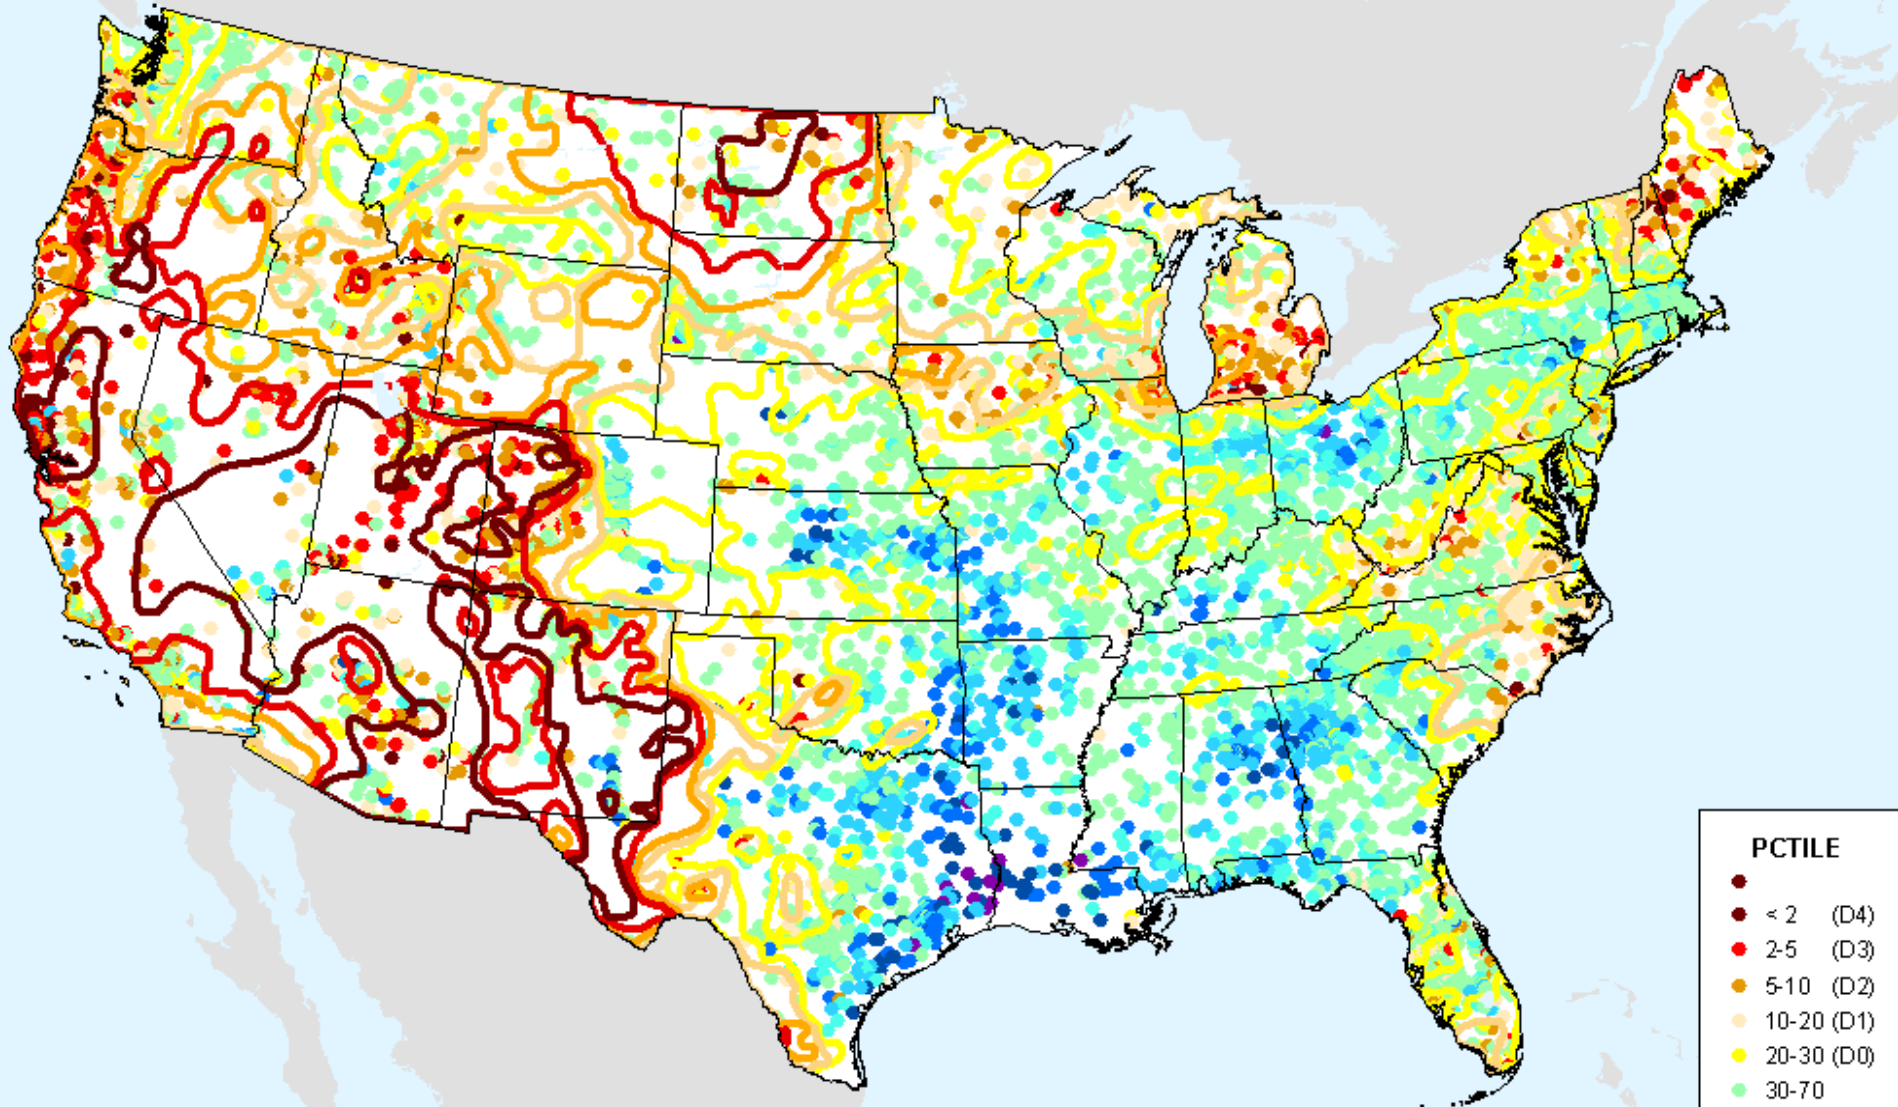 PCTILE
< 2 (D4)
2-5 (D3)
5-10 (D2)
10-20 (D1)
20-30 (D0)
30-70